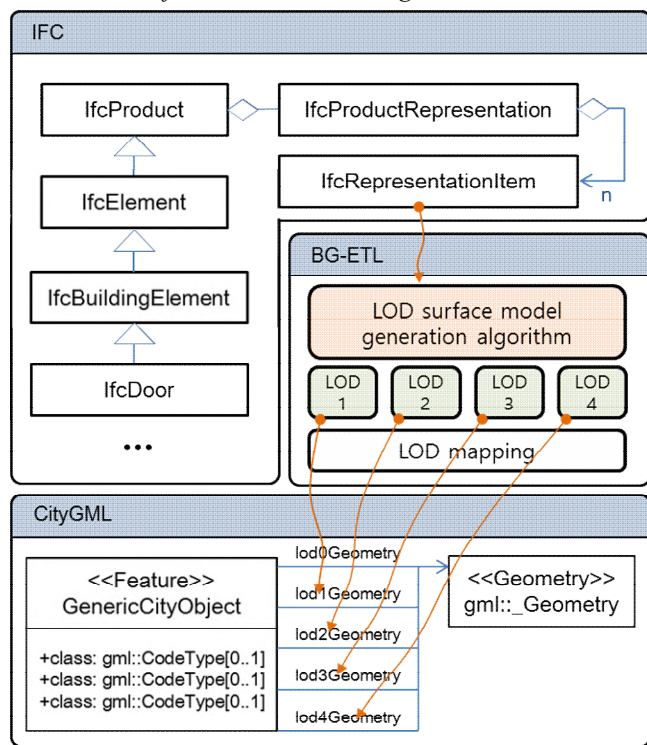 IFC
IfcProduct
IfcProductRepresentation
IfcRepresentationItem
n
IfcElement
IfcBuildingElement
IfcDoor
...
BG-ETL
LOD surface model
generation algorithm
LOD
1
LOD
2
LOD
3
LOD
4
LOD mapping
CityGML
<<Feature>>
GenericCityObject
+class: gml::CodeType[0..1]
+class: gml::CodeType[0..1]
+class: gml::CodeType[0..1]
lod0Geometry
lod1Geometry
lod2Geometry
lod3Geometry
lod4Geometry
<<Geometry>>
gml::_Geometry